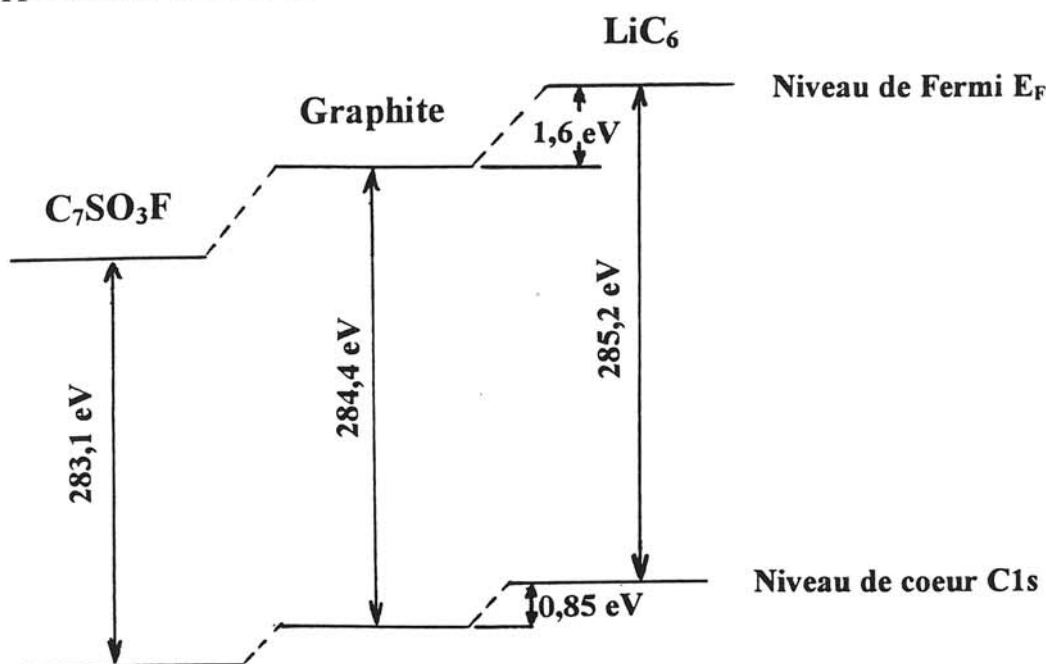 LiC₆
Niveau de Fermi E_F
Graphite
1,6 eV
C₇SO₃F
283,1 eV
284,4 eV
285,2 eV
Niveau de coeur C1s
0,85 eV